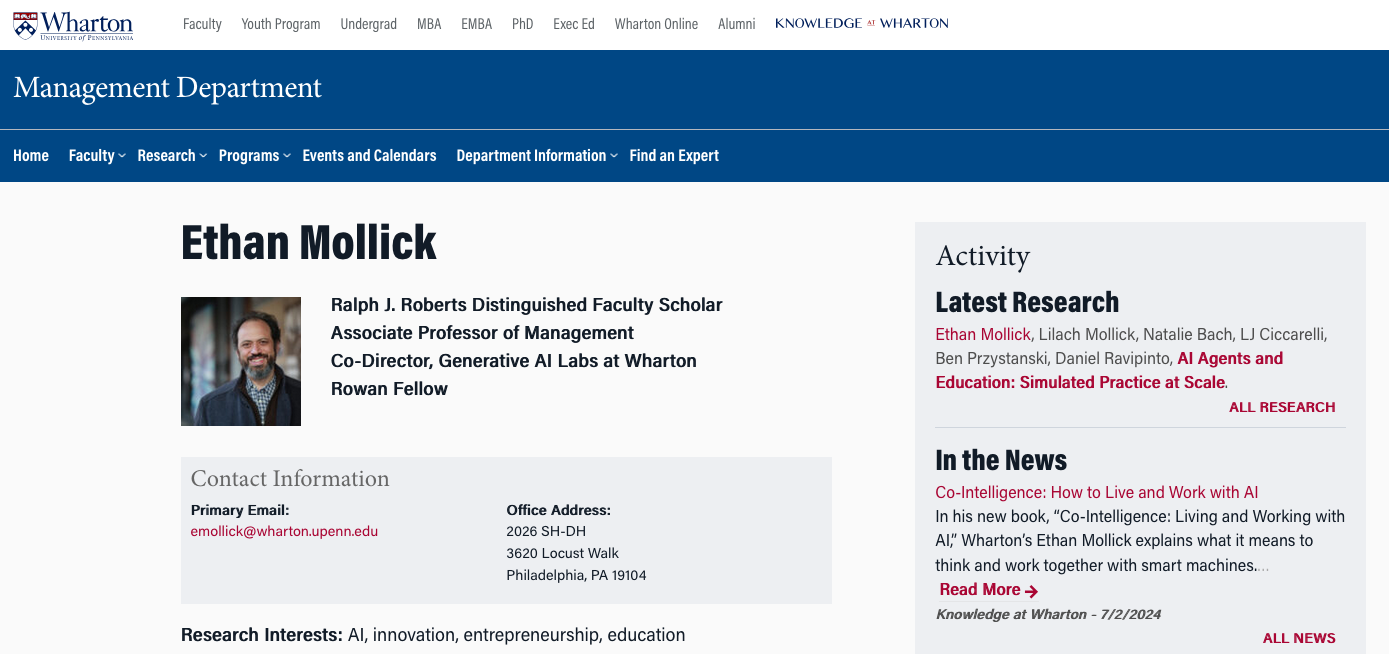 Wharton
UNIVERSITY of PENNSYLVANIA
Faculty Youth Program Undergrad MBA EMBA PhD Exec Ed Wharton Online Alumni KNOWLEDGE AT WHARTON
Management Department
Home Faculty Research Programs Events and Calendars Department Information Find an Expert
Ethan Mollick
Ralph J. Roberts Distinguished Faculty Scholar
Associate Professor of Management
Co-Director, Generative AI Labs at Wharton
Rowan Fellow
Contact Information
Primary Email:
emollick@wharton.upenn.edu
Office Address:
2026 SH-DH
3620 Locust Walk
Philadelphia, PA 19104
Research Interests: AI, innovation, entrepreneurship, education
Activity
Latest Research
Ethan Mollick, Lilach Mollick, Natalie Bach, LJ Ciccarelli,
Ben Przystanski, Daniel Ravipinto, AI Agents and
Education: Simulated Practice at Scale.
ALL RESEARCH
In the News
Co-Intelligence: How to Live and Work with AI
In his new book, “Co-Intelligence: Living and Working with
AI,” Wharton’s Ethan Mollick explains what it means to
think and work together with smart machines.…
Read More →
Knowledge at Wharton - 7/2/2024
ALL NEWS